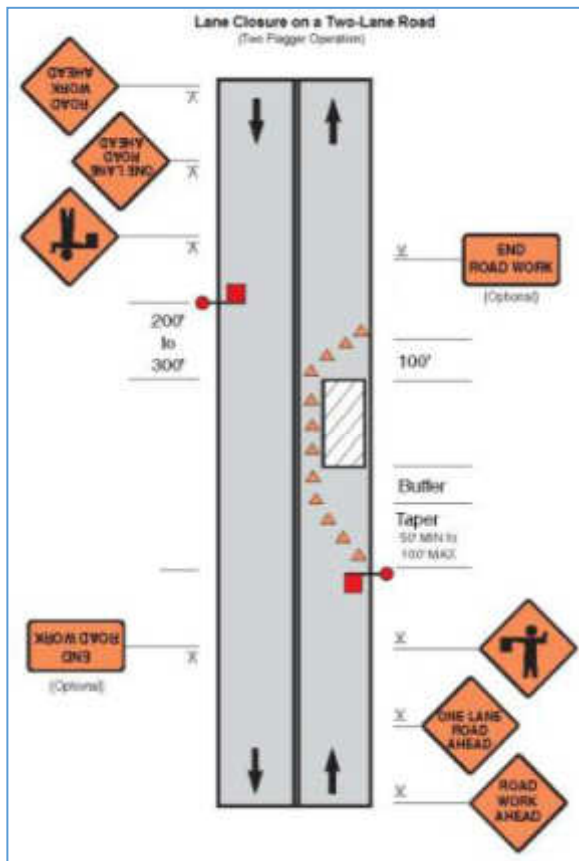 Lane Closure on a Two-Lane Road
(Two Flagger Operation)
ROAD
WORK
AHEAD
ONE LANE
ROAD
AHEAD
END
ROAD WORK
(Optional)
200'
to
300'
100'
Buffer
Taper
50' MIN to
100' MAX
END
ROAD WORK
(Optional)
ONE LANE
ROAD
AHEAD
ROAD
WORK
AHEAD